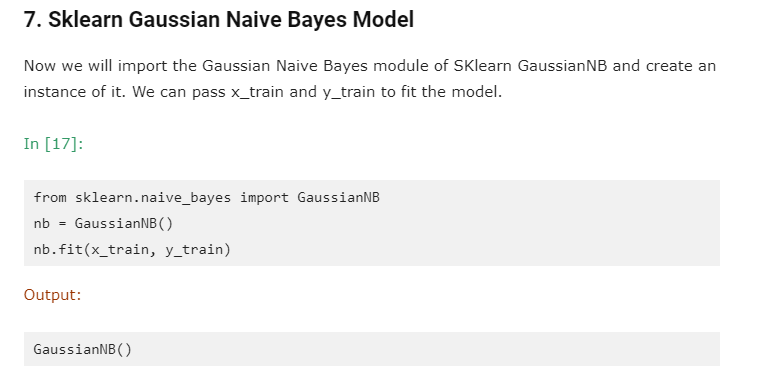 7. Sklearn Gaussian Naive Bayes Model
Now we will import the Gaussian Naive Bayes module of SKlearn GaussianNB and create an
instance of it. We can pass x_train and y_train to fit the model.
In [17]:
from sklearn.naive_bayes import GaussianNB
nb = GaussianNB()
nb.fit(x_train, y_train)
Output:
GaussianNB()